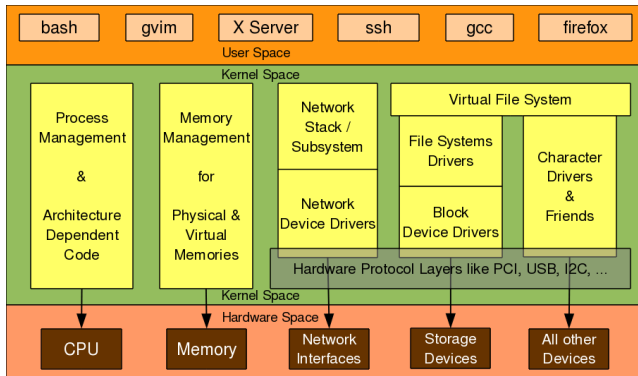 bash
gvim
X Server
ssh
gcc
firefox
User Space
Kernel Space
Process
Management
&
Architecture
Dependent
Code
Memory
Management
for
Physical &
Virtual
Memories
Network
Stack /
Subsystem
Network
Device Drivers
Virtual File System
File Systems
Drivers
Block
Device Drivers
Character
Drivers
&
Friends
Hardware Protocol Layers like PCI, USB, I2C, ...
Kernel Space
Hardware Space
CPU
Memory
Network
Interfaces
Storage
Devices
All other
Devices